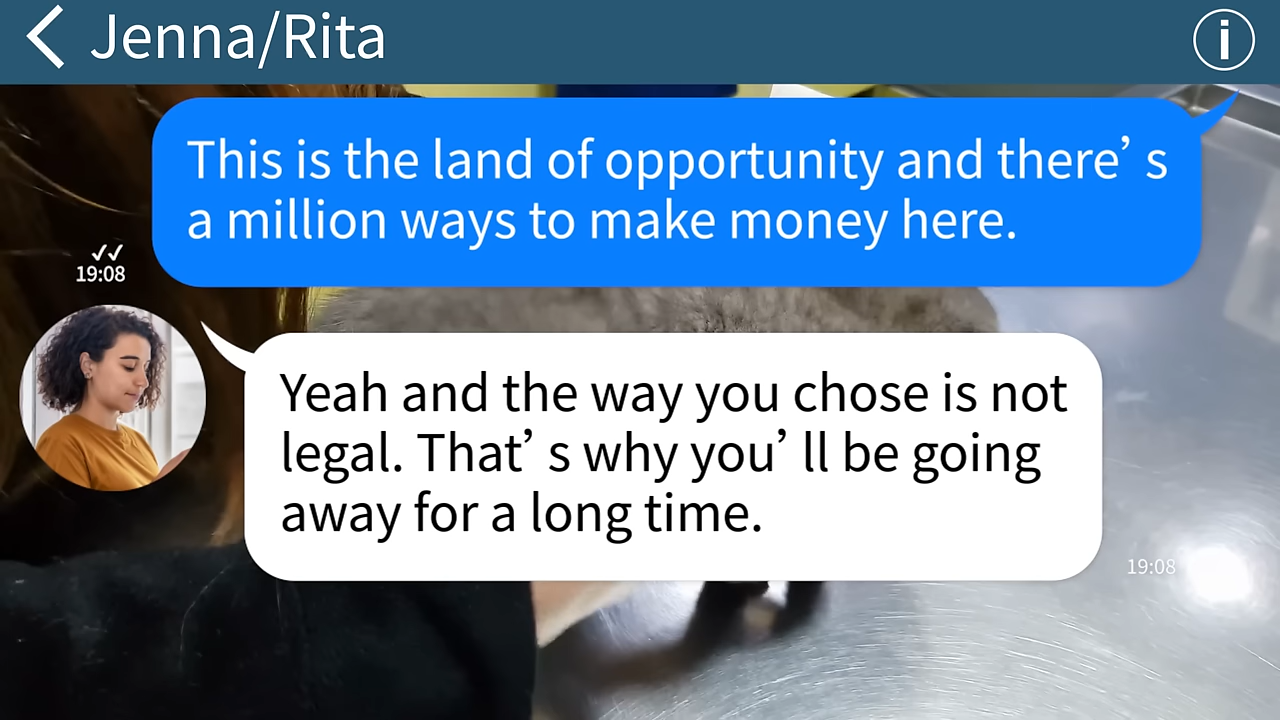 Jenna/Rita
This is the land of opportunity and there’s
a million ways to make money here.
19:08
Yeah and the way you chose is not
legal. That’s why you’ll be going
away for a long time.
19:08